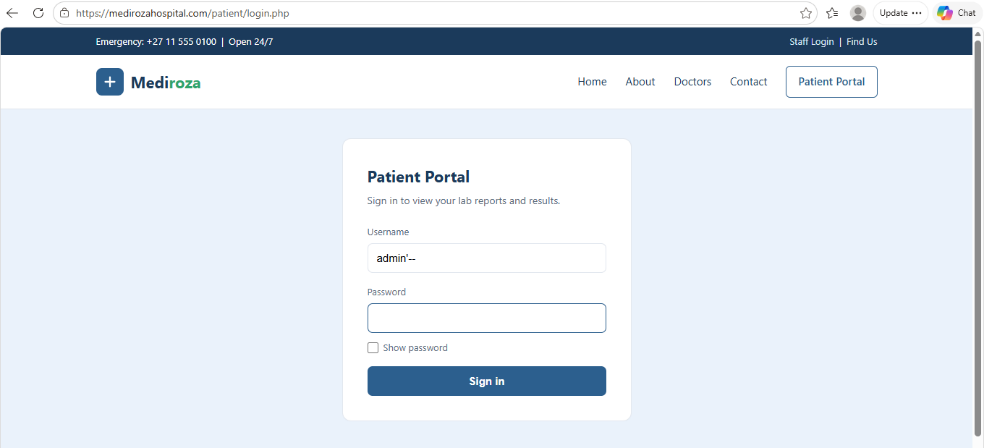 https://medirozahospital.com/patient/login.php
Update
Chat
Emergency: +27 11 555 0100 | Open 24/7
Staff Login | Find Us
Mediroza
Home
About
Doctors
Contact
Patient Portal
Patient Portal
Sign in to view your lab reports and results.
Username
admin'--
Password
Show password
Sign in